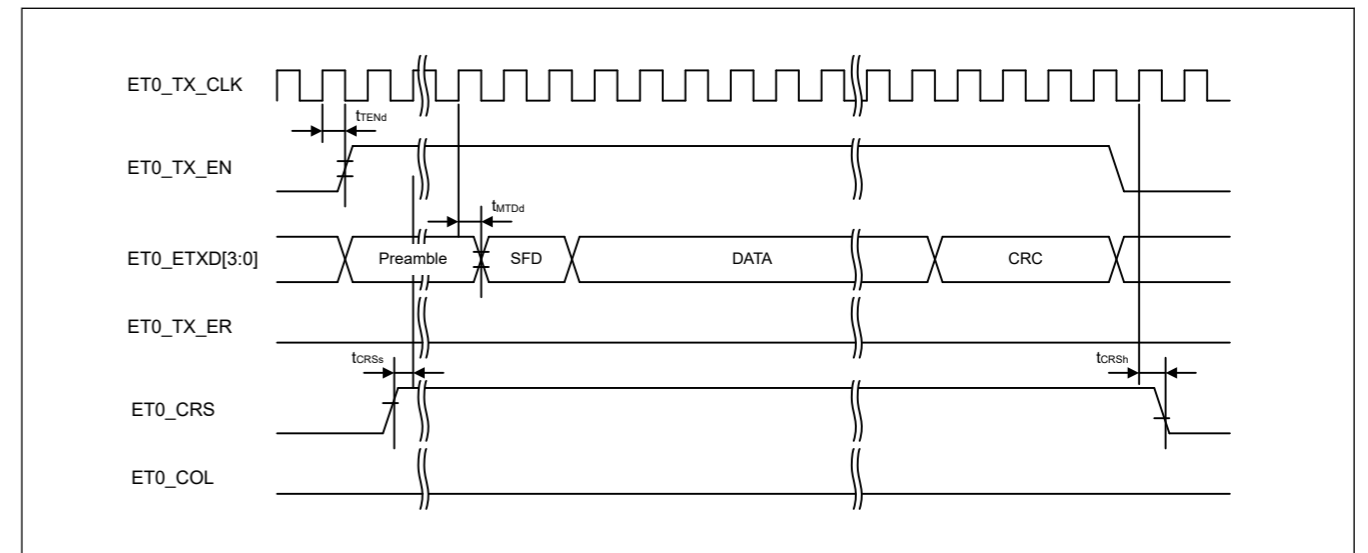 ET0_TX_CLK
tTENd
ET0_TX_EN
tMTDd
ET0_ETXD[3:0] Preamble SFD DATA CRC
ET0_TX_ER
tCRSs tCRSh
ET0_CRS
ET0_COL